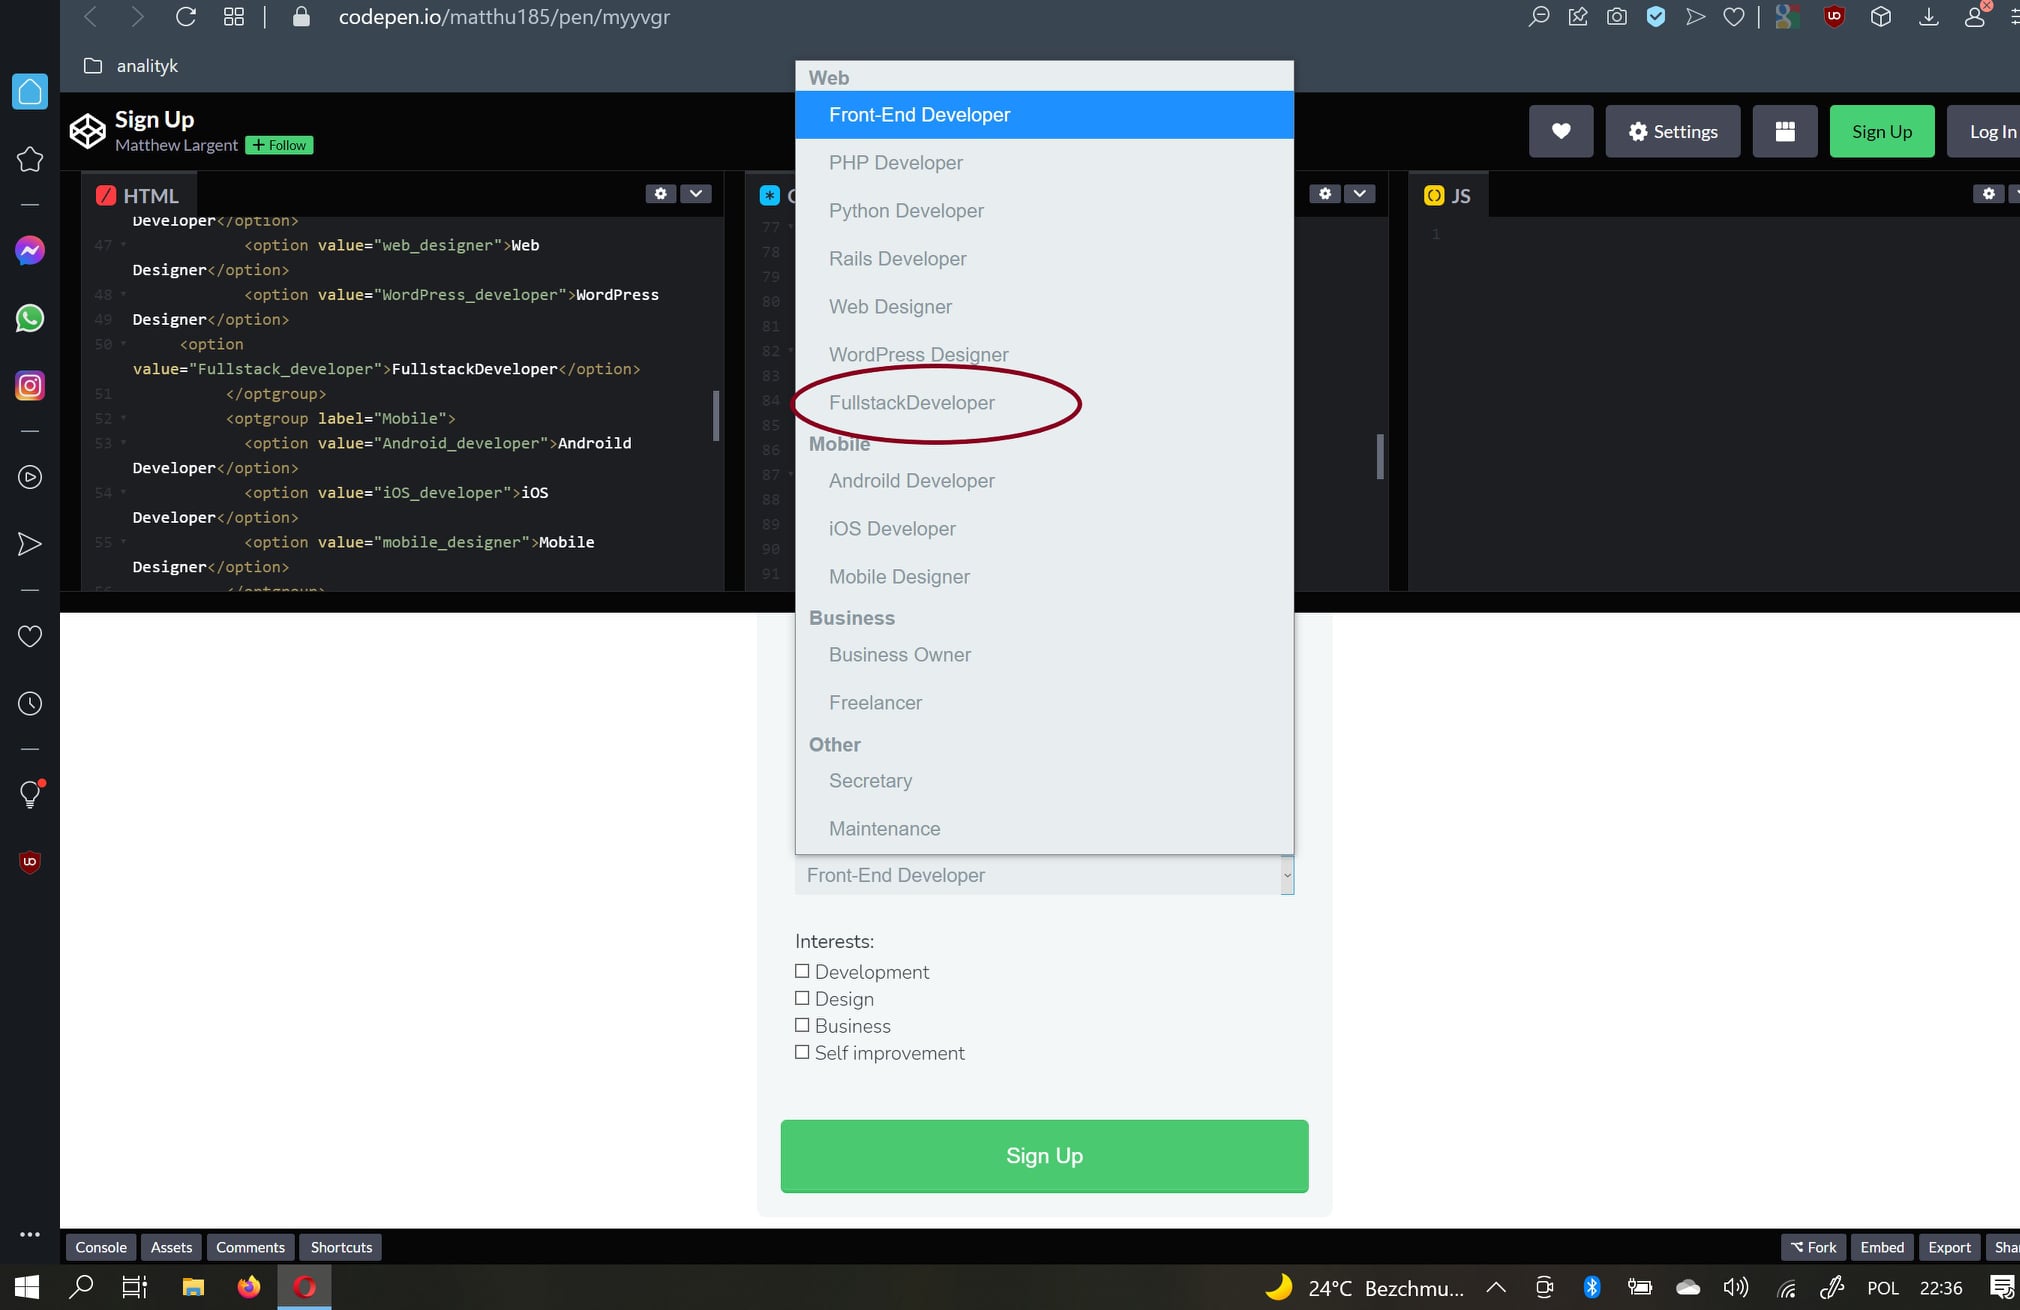 codepen.io/matthu185/pen/myyvgr
analityk
Sign Up
Matthew Largent + Follow
Settings
Sign Up
Log In
HTML
Developer</option>
47 <option value="web_designer">Web
Designer</option>
48 <option value="WordPress_developer">WordPress
49 Designer</option>
50 <option
value="Fullstack_developer">FullstackDeveloper</option>
51 </optgroup>
52 <optgroup label="Mobile">
53 <option value="Android_developer">Androild
Developer</option>
54 <option value="iOS_developer">iOS
Developer</option>
55 <option value="mobile_designer">Mobile
Designer</option>
56 </optgroup>
77
78
79
80
81
82
83
84
85
86
87
88
89
90
91
JS
1
Web
Front-End Developer
PHP Developer
Python Developer
Rails Developer
Web Designer
WordPress Designer
FullstackDeveloper
Mobile
Androild Developer
iOS Developer
Mobile Designer
Business
Business Owner
Freelancer
Other
Secretary
Maintenance
Front-End Developer
Interests:
Development
Design
Business
Self improvement
Sign Up
Console Assets Comments Shortcuts
Fork Embed Export Sha
24°C Bezchmu... POL 22:36